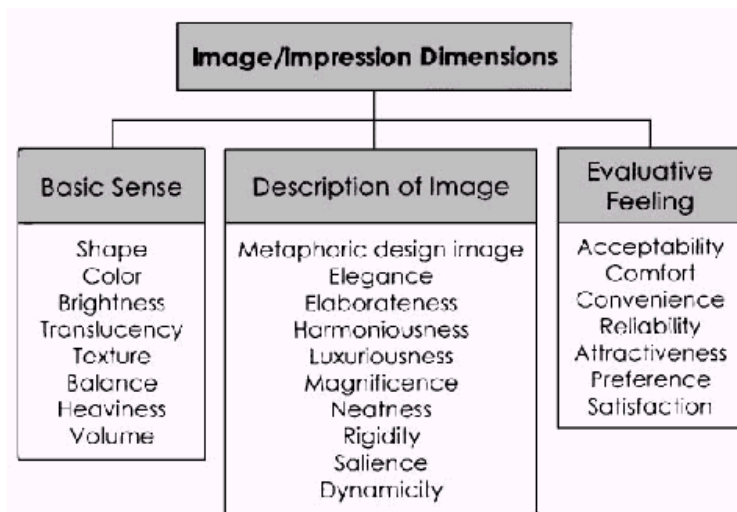 Image/Impression Dimensions
Basic Sense
Shape
Color
Brightness
Translucency
Texture
Balance
Heaviness
Volume
Description of Image
Metaphoric design image
Elegance
Elaborateness
Harmoniousness
Luxuriousness
Magnificence
Neatness
Rigidity
Salience
Dynamicity
Evaluative
Feeling
Acceptability
Comfort
Convenience
Reliability
Attractiveness
Preference
Satisfaction